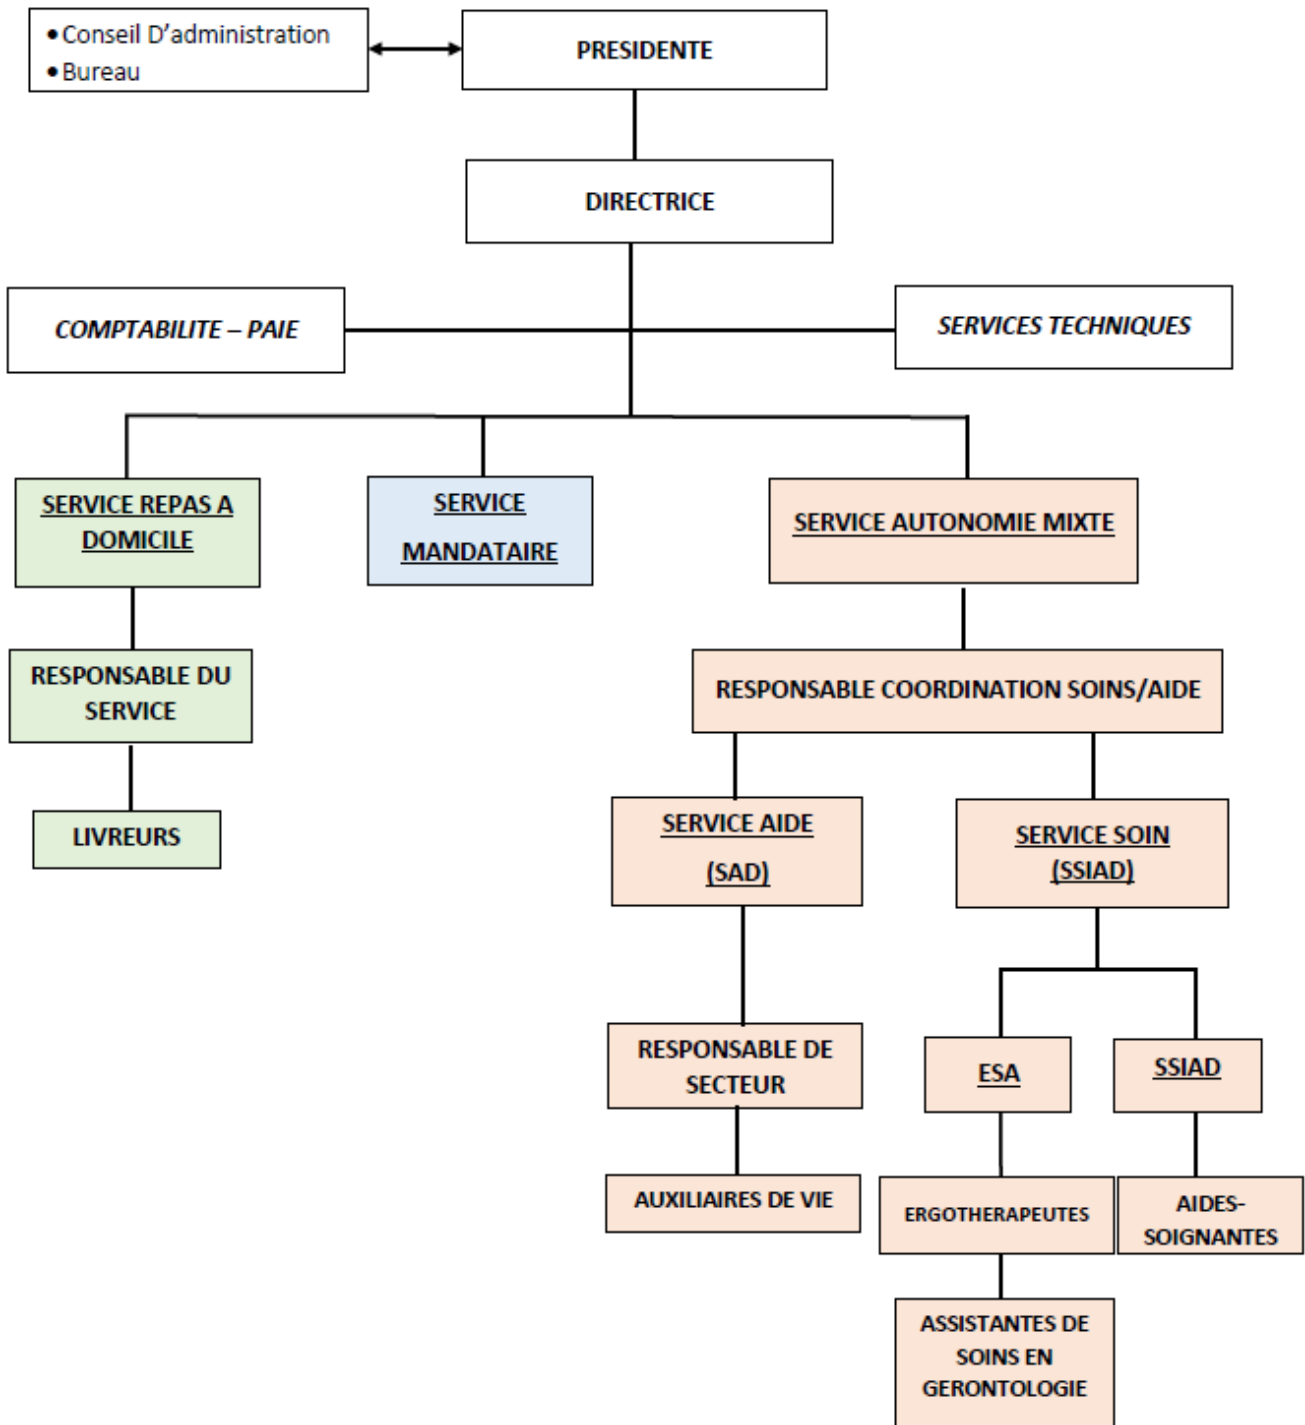 • Conseil D'administration
• Bureau
PRESIDENTE
DIRECTRICE
COMPTABILITE – PAIE
SERVICES TECHNIQUES
SERVICE REPAS A
DOMICILE
SERVICE
MANDATAIRE
SERVICE AUTONOMIE MIXTE
RESPONSABLE DU
SERVICE
RESPONSABLE COORDINATION SOINS/AIDE
LIVREURS
SERVICE AIDE
(SAD)
SERVICE SOIN
(SSIAD)
RESPONSABLE DE
SECTEUR
ESA
SSIAD
AUXILIAIRES DE VIE
ERGOTHERAPEUTES
AIDES-
SOIGNANTES
ASSISTANTES DE
SOINS EN
GERONTOLOGIE